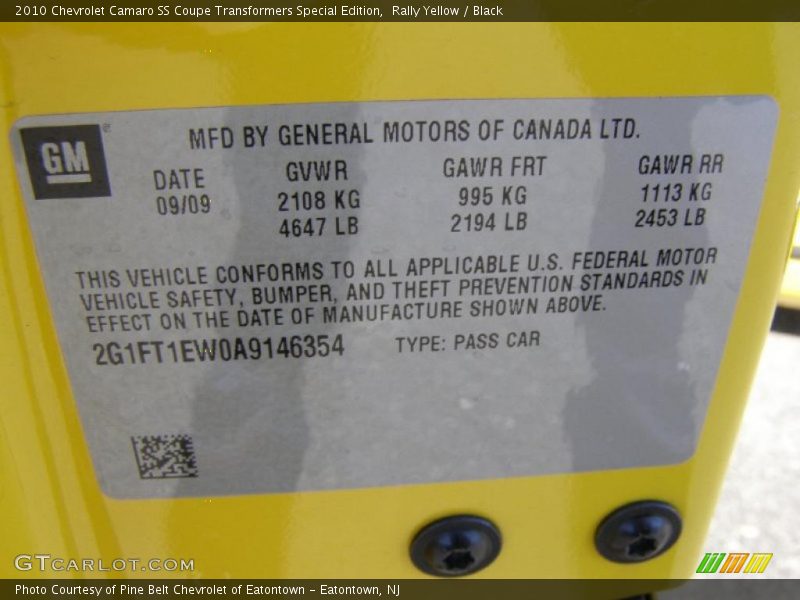 2010 Chevrolet Camaro SS Coupe Transformers Special Edition,  Rally Yellow / Black
GM
MFD BY GENERAL MOTORS OF CANADA LTD.
DATE GVWR GAWR FRT GAWR RR
09/09 2108 KG 995 KG 1113 KG
4647 LB 2194 LB 2453 LB
THIS VEHICLE CONFORMS TO ALL APPLICABLE U.S. FEDERAL MOTOR
VEHICLE SAFETY, BUMPER, AND THEFT PREVENTION STANDARDS IN
EFFECT ON THE DATE OF MANUFACTURE SHOWN ABOVE.
2G1FT1EW0A9146354 TYPE: PASS CAR
GTCARLOT.COM
Photo Courtesy of Pine Belt Chevrolet of Eatontown - Eatontown, NJ